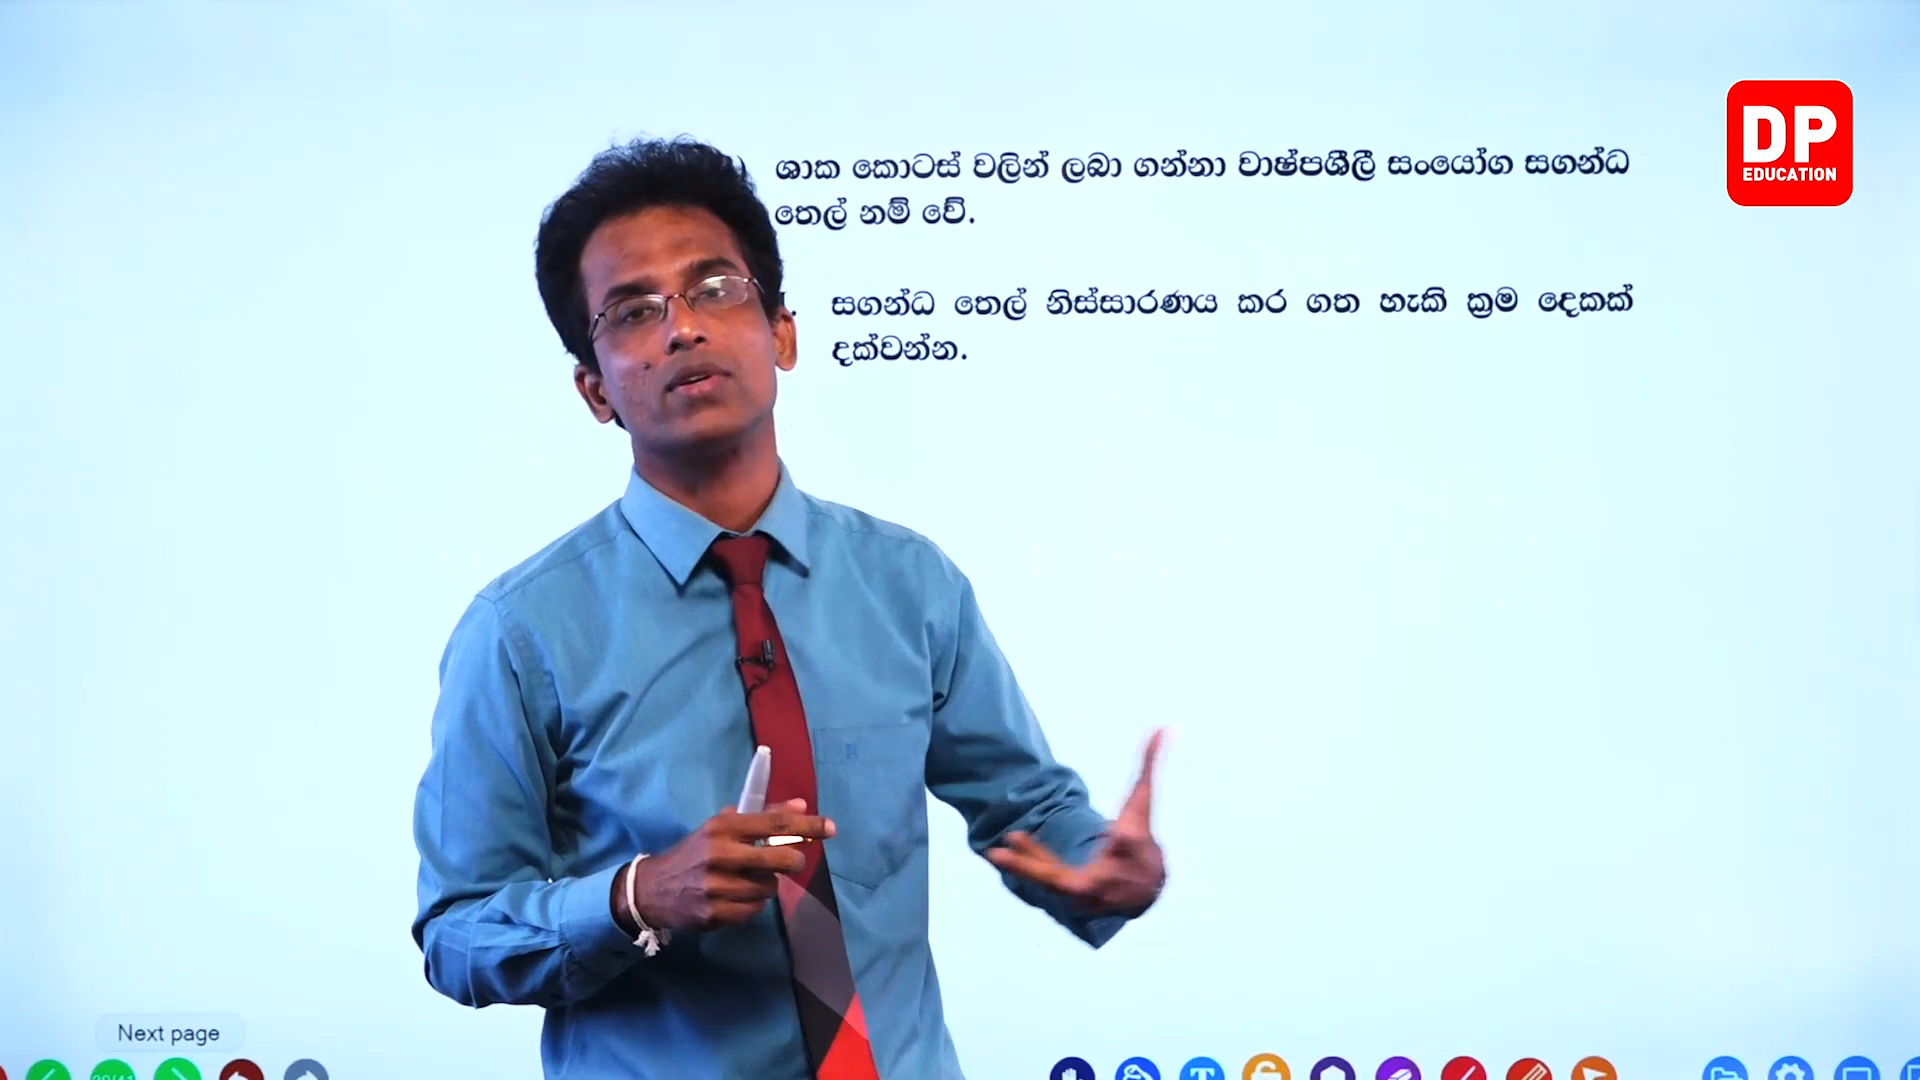 ශාක කොටස් වලින් ලබා ගන්නා වාෂ්පශීලී සංයෝග සගන්ධ
තෙල් නම් වේ.
සගන්ධ තෙල් නිස්සාරණය කර ගත හැකි ක්‍රම දෙකක්
දක්වන්න.
DP
EDUCATION
Next page